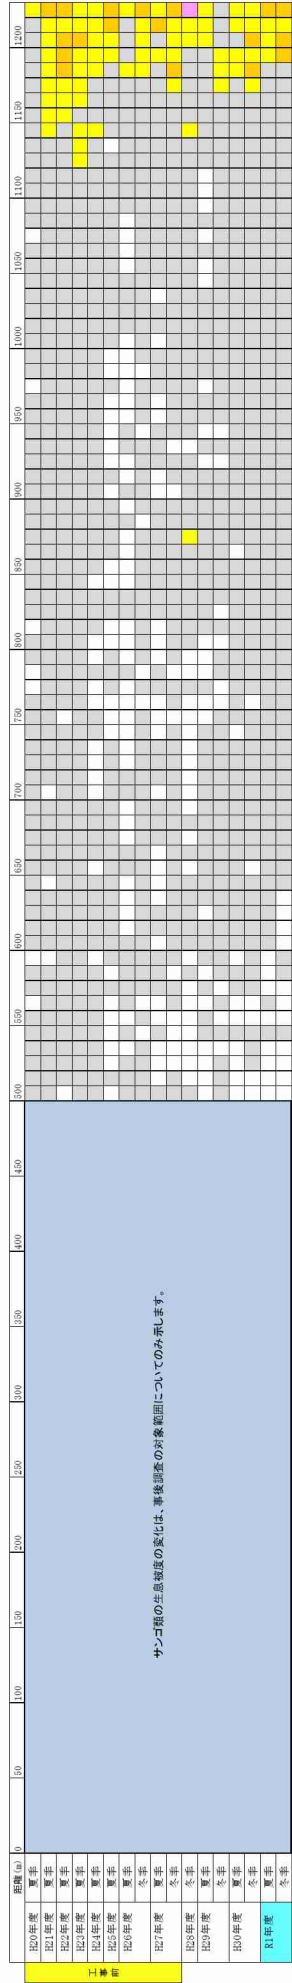 距離(m) 0 50 100 150 200 250 300 350 400 450 500 550 600 650 700 750 800 850 900 950 1000 1050 1100 1150 1200
工事前
H20年度 夏季
H21年度 夏季
H22年度 夏季
H23年度 夏季
H24年度 夏季
H25年度 夏季
H26年度 夏季
冬季
H27年度 夏季
冬季
H28年度 冬季
H29年度 夏季
冬季
H30年度 夏季
冬季
R1年度 夏季
冬季
サンゴ類の生息被度の変化は、事後調査の対象範囲についてのみ示します。